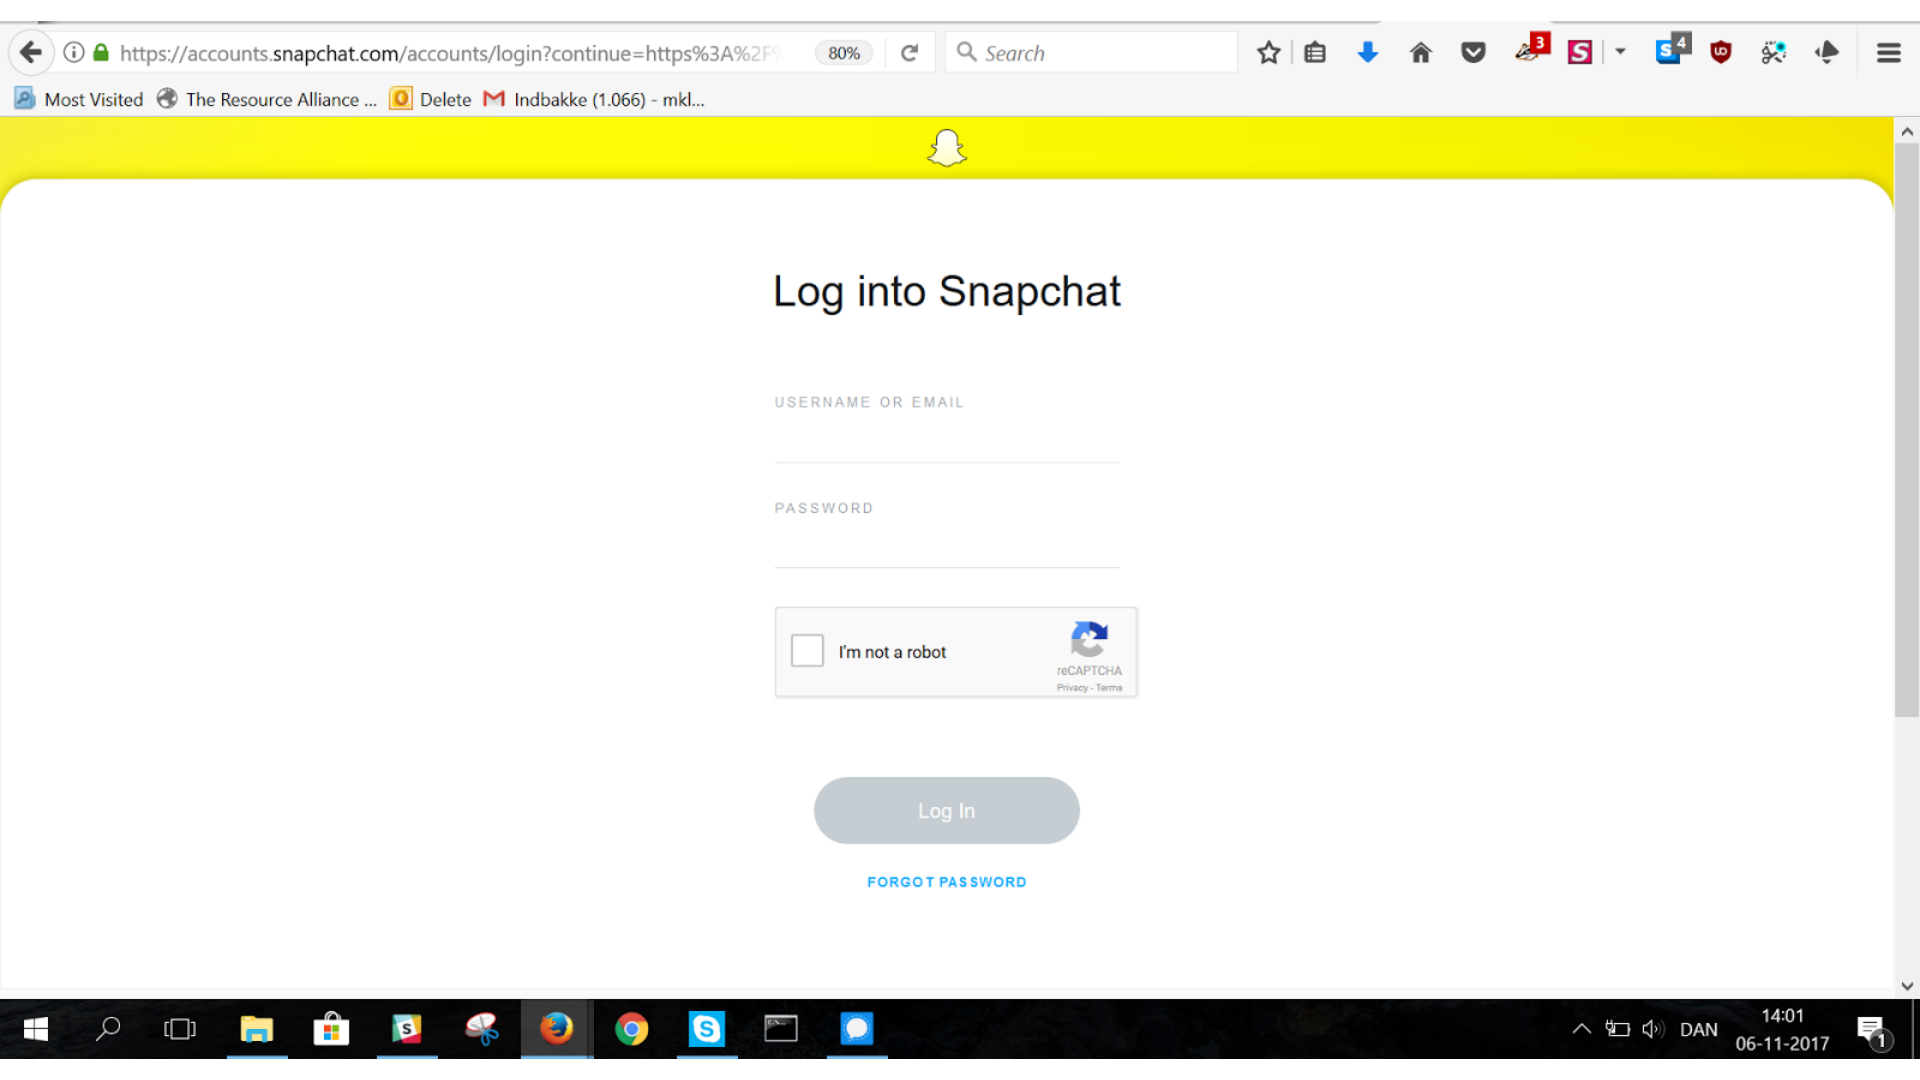 https://accounts.snapchat.com/accounts/login?continue=https%3A%2F%
80%
Search
3
S
S
4
Most Visited
The Resource Alliance ...
Delete
Indbakke (1.066) - mkl...
Log into Snapchat
USERNAME OR EMAIL
PASSWORD
I'm not a robot
reCAPTCHA
Privacy - Terms
Log In
FORGOT PASSWORD
S
S
DAN
14:01
06-11-2017
1